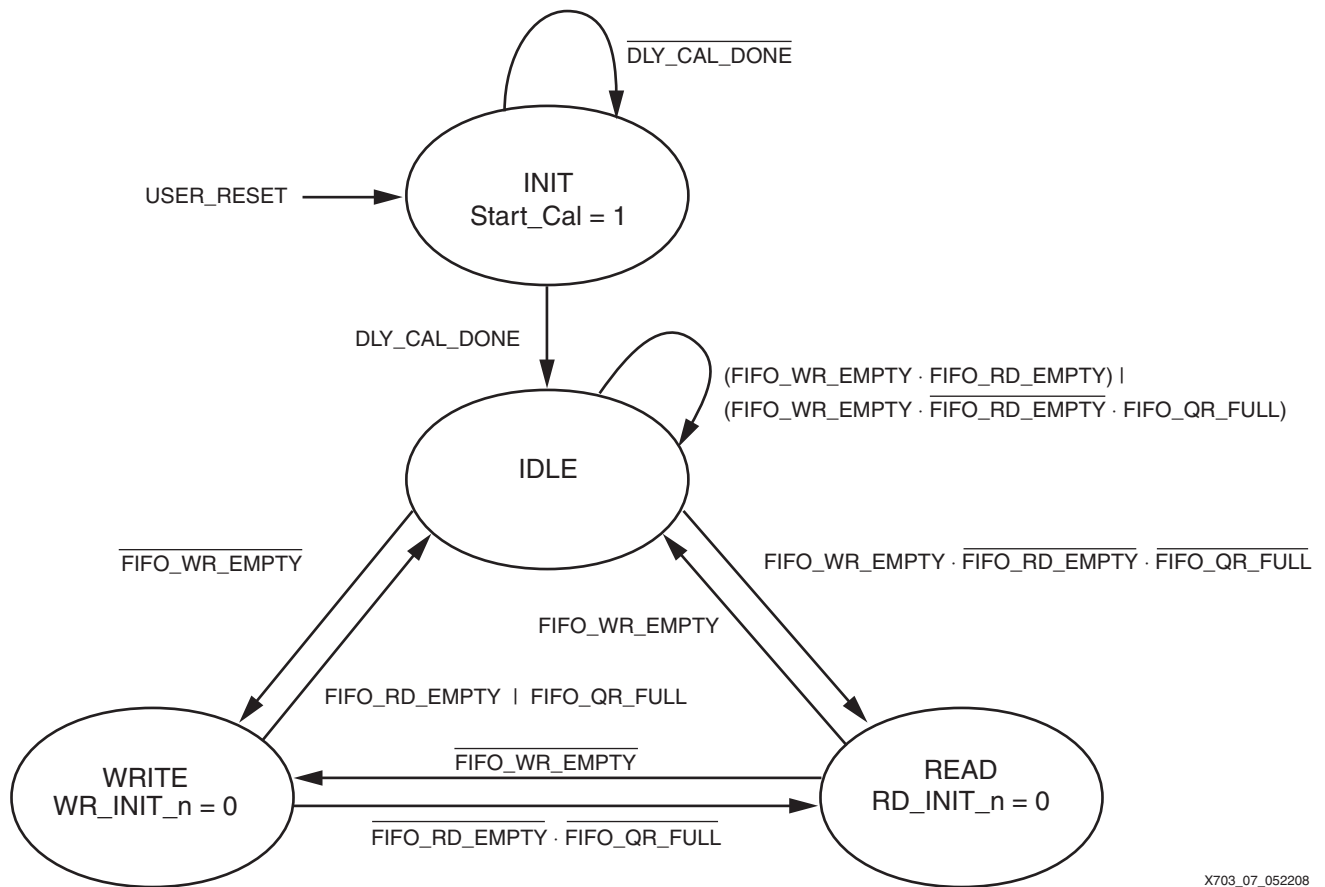 DLY_CAL_DONE
INIT
Start_Cal = 1
USER_RESET
DLY_CAL_DONE
(FIFO_WR_EMPTY · FIFO_RD_EMPTY) |
(FIFO_WR_EMPTY · FIFO_RD_EMPTY · FIFO_QR_FULL)
IDLE
FIFO_WR_EMPTY
FIFO_WR_EMPTY · FIFO_RD_EMPTY · FIFO_QR_FULL
FIFO_WR_EMPTY
FIFO_RD_EMPTY | FIFO_QR_FULL
WRITE
WR_INIT_n = 0
FIFO_WR_EMPTY
FIFO_RD_EMPTY · FIFO_QR_FULL
READ
RD_INIT_n = 0
X703_07_052208